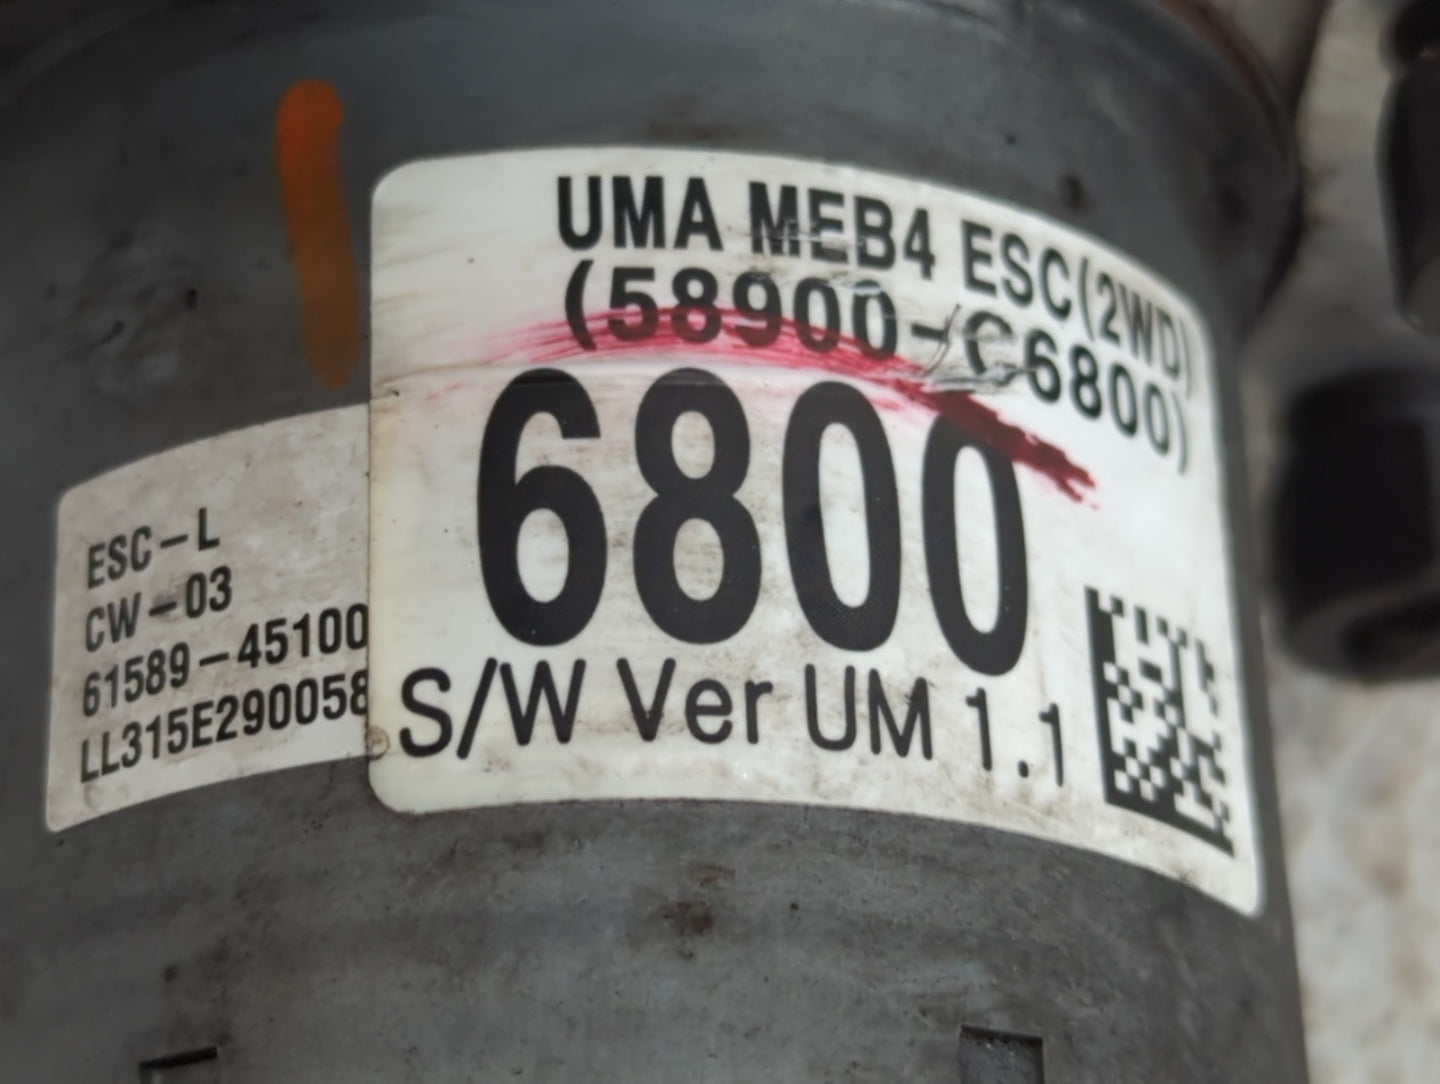 UMA MEB4 ESC(2WD)
(58900-C6800)
6800
S/W Ver UM 1.1
ESC-L
CW-03
61589-45100
LL315E290058